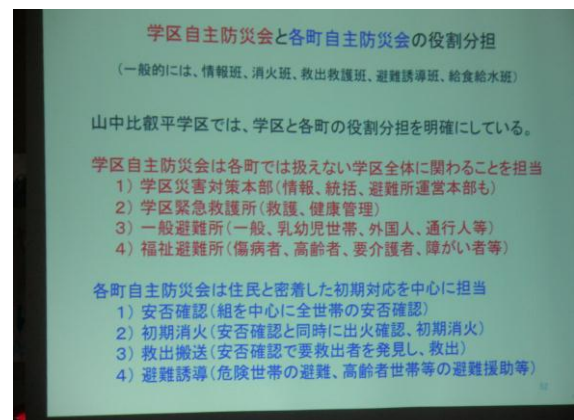 学区自主防災会と各町自主防災会の役割分担
（一般的には、情報班、消火班、救出救護班、避難誘導班、給食給水班）
山中比叡平学区では、学区と各町の役割分担を明確にしている。
学区自主防災会は各町では扱えない学区全体に関わることを担当
1）学区災害対策本部（情報、統括、避難所運営本部も）
2）学区緊急救護所（救護、健康管理）
3）一般避難所（一般、乳幼児世帯、外国人、通行人等）
4）福祉避難所（傷病者、高齢者、要介護者、障がい者等）
各町自主防災会は住民と密着した初期対応を中心に担当
1）安否確認（組を中心に全世帯の安否確認）
2）初期消火（安否確認と同時に出火確認、初期消火）
3）救出搬送（安否確認で要救出者を発見し、救出）
4）避難誘導（危険世帯の避難、高齢者世帯等の避難援助等）